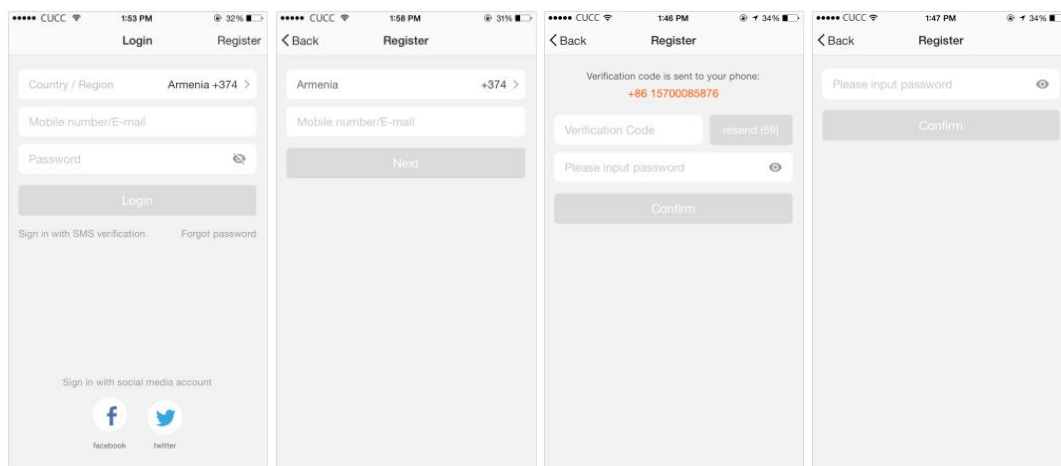 CUCC 1:53 PM 32%
Login Register
Country / Region Armenia +374 >
Mobile number/E-mail
Password
Login
Sign in with SMS verification Forgot password
Sign in with social media account
f
facebook twitter
CUCC 1:58 PM 31%
< Back Register
Armenia +374 >
Mobile number/E-mail
Next
CUCC 1:46 PM 34%
< Back Register
Verification code is sent to your phone:
+86 15700085876
Verification Code resend (59)
Please input password
Confirm
CUCC 1:47 PM 34%
< Back Register
Please input password
Confirm